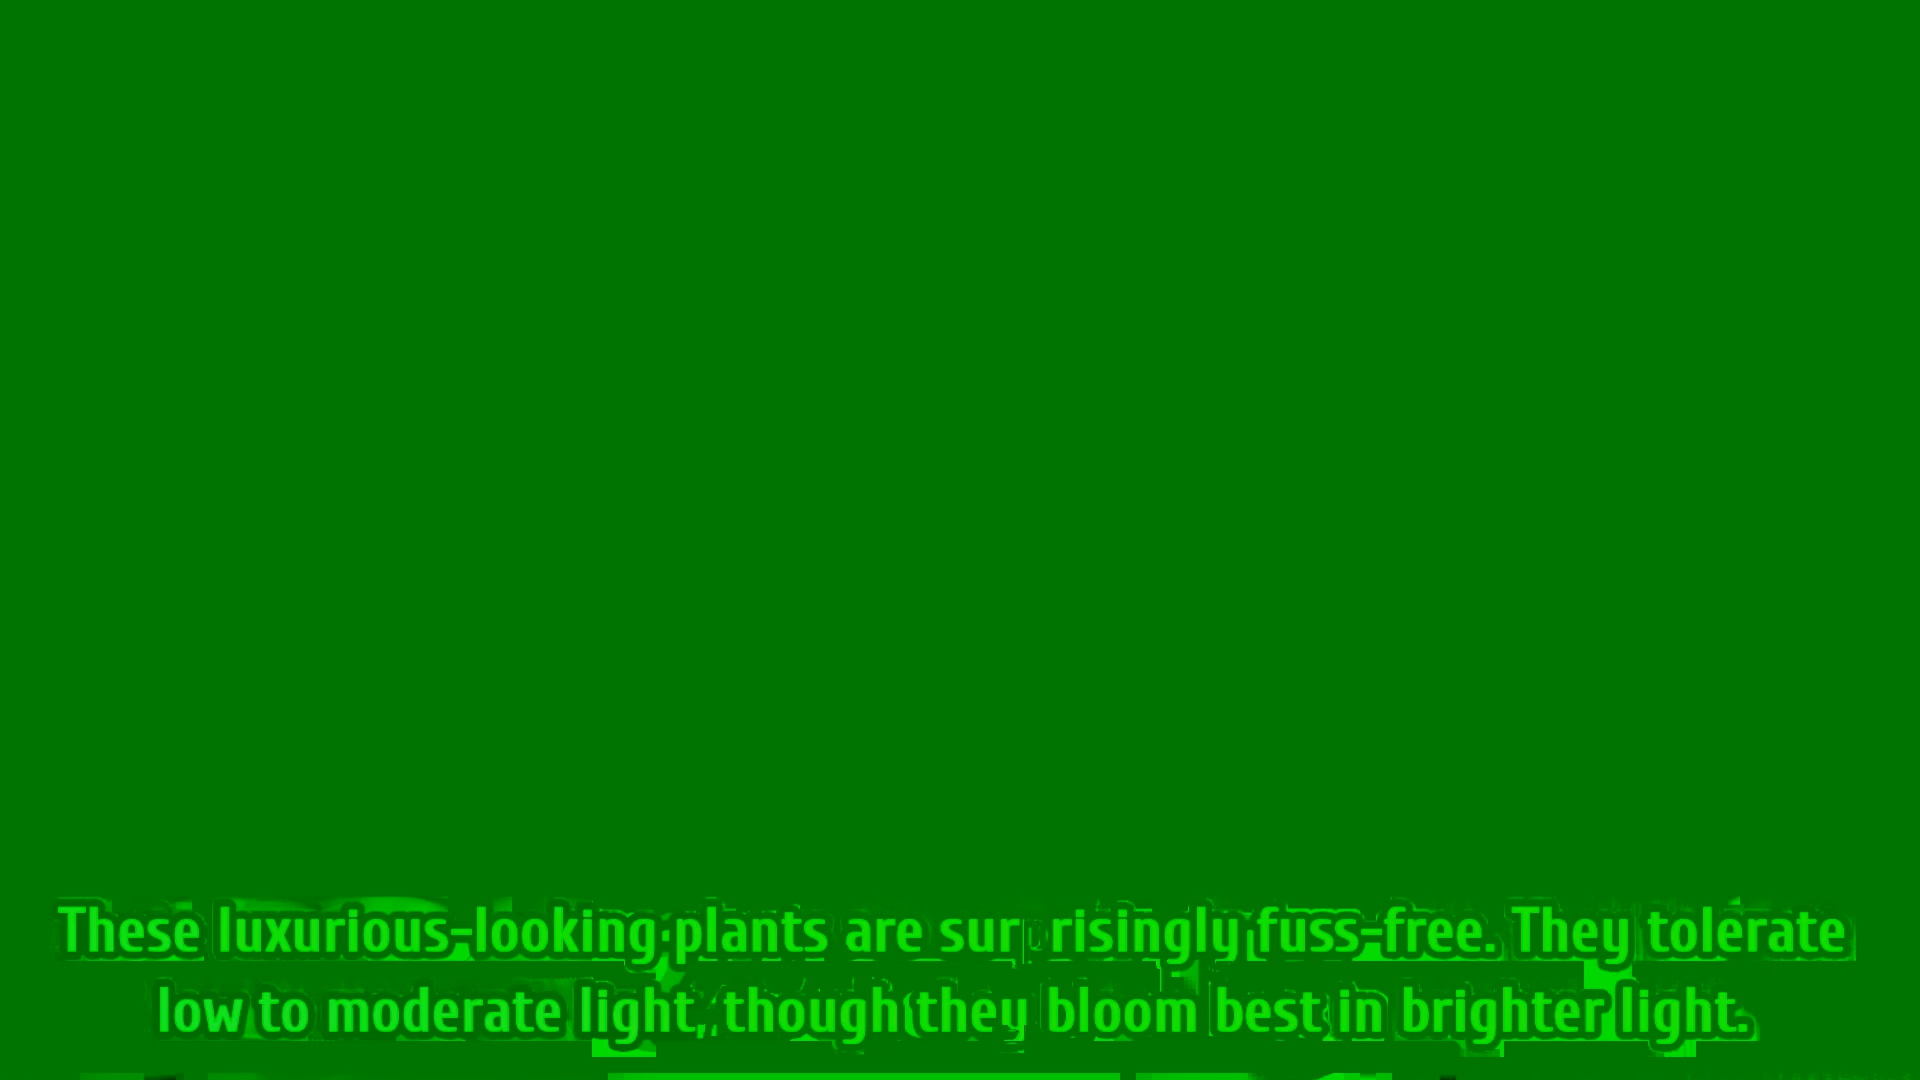 These luxurious-looking plants are surprisingly fuss-free. They tolerate
low to moderate light, though they bloom best in brighter light.